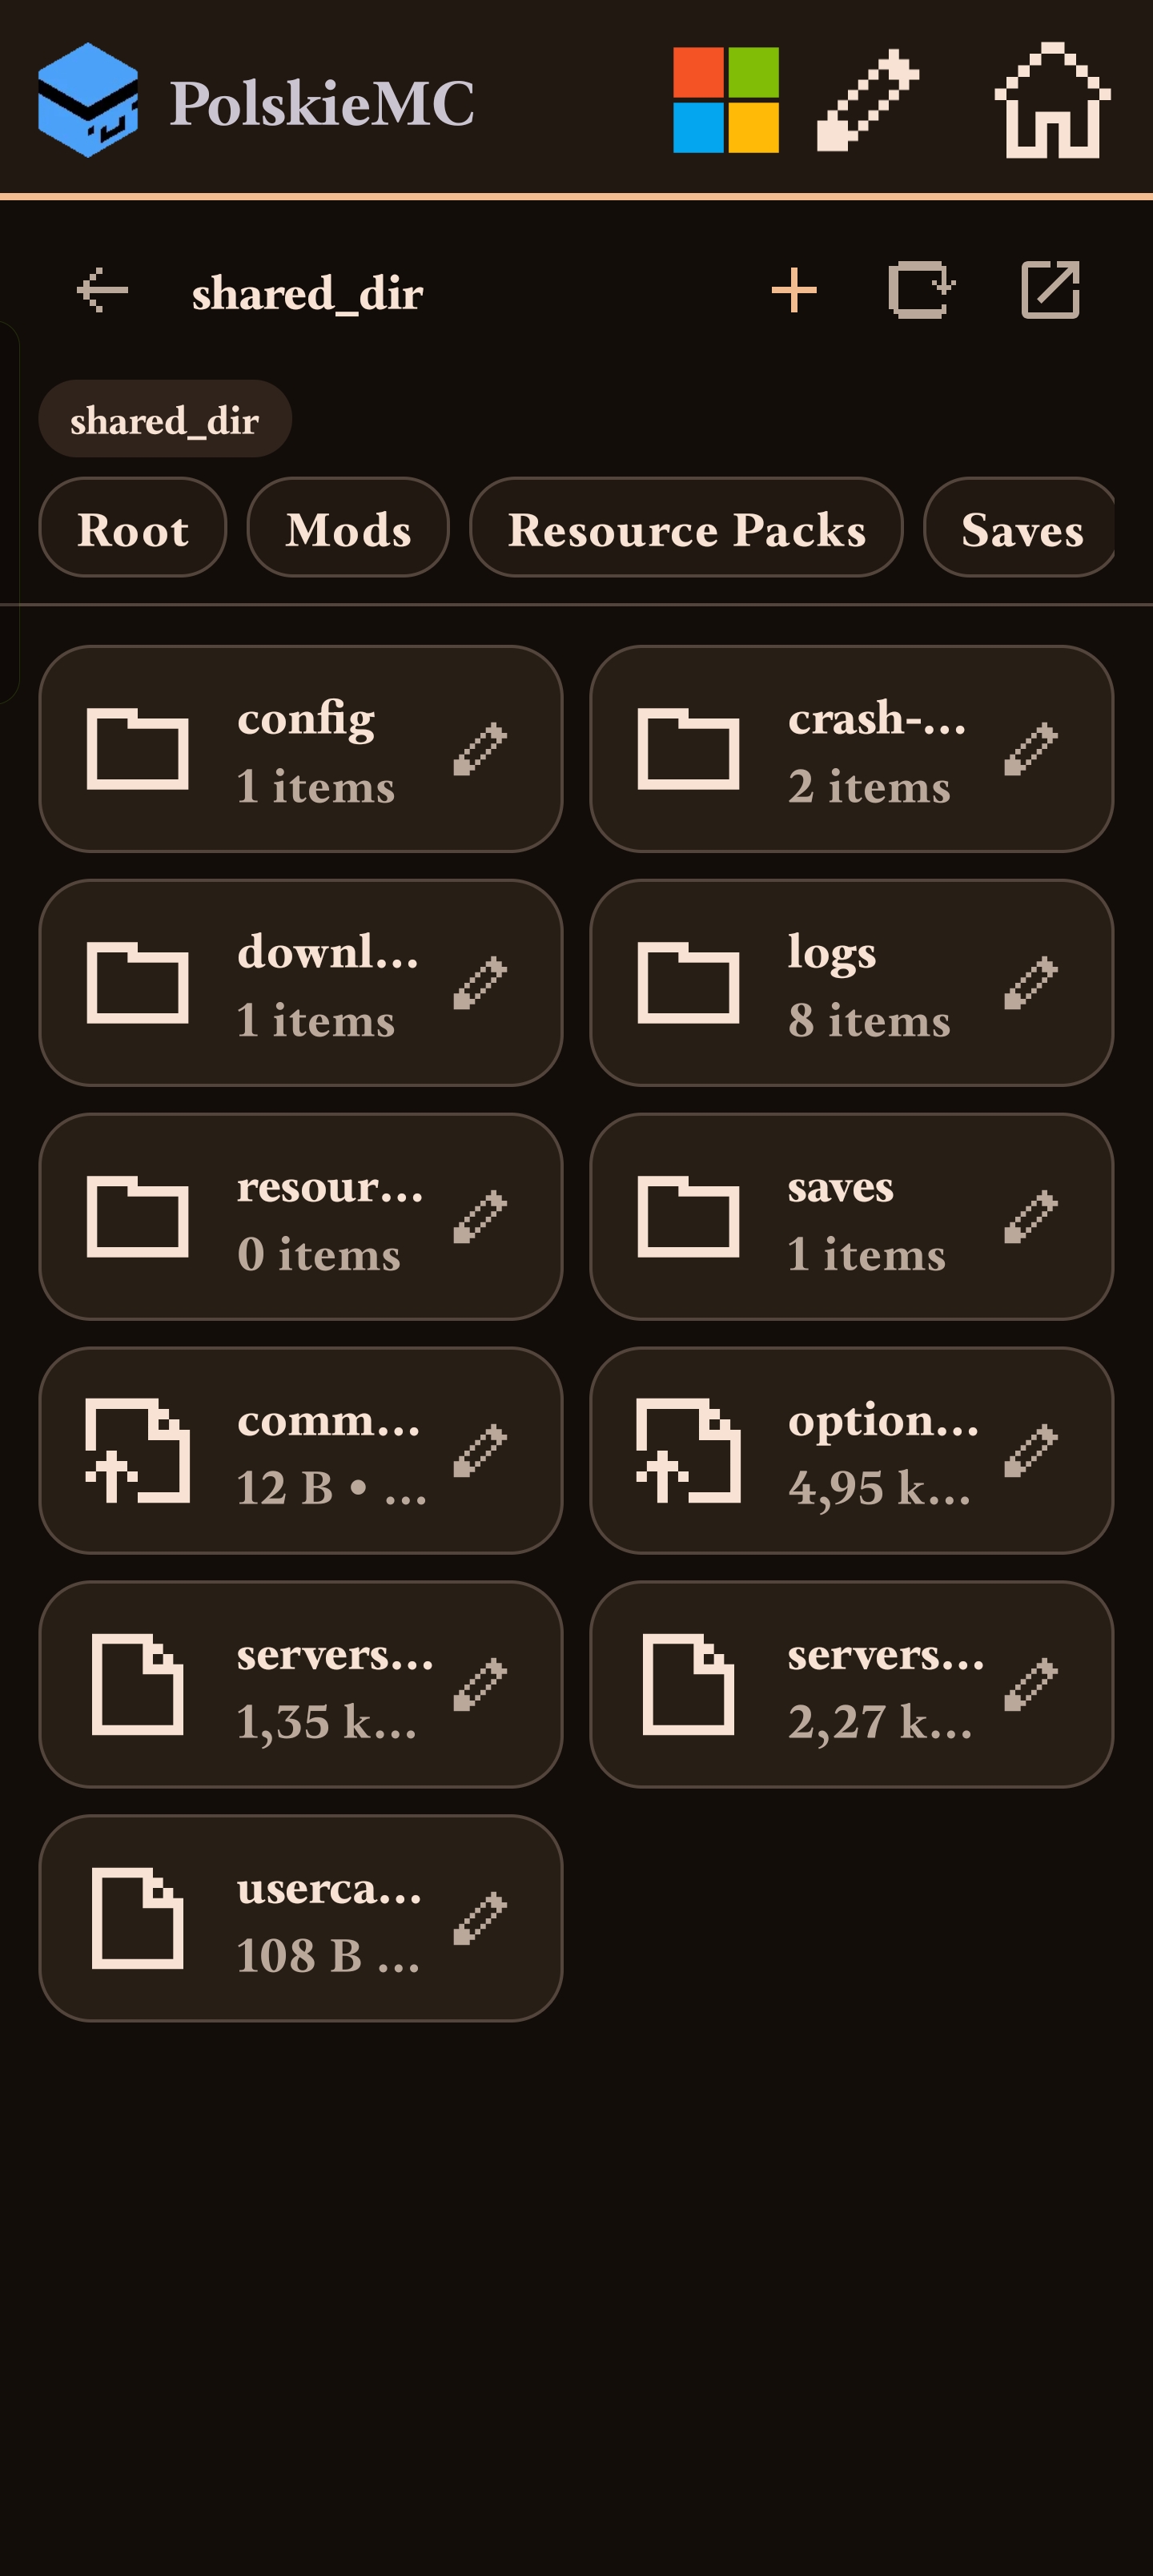 PolskieMC
shared_dir
shared_dir
Root
Mods
Resource Packs
Saves
config
1 items
crash-...
2 items
downl...
1 items
logs
8 items
resour...
0 items
saves
1 items
comm...
12 B • ...
option...
4,95 k...
servers...
1,35 k...
servers...
2,27 k...
userca...
108 B ...